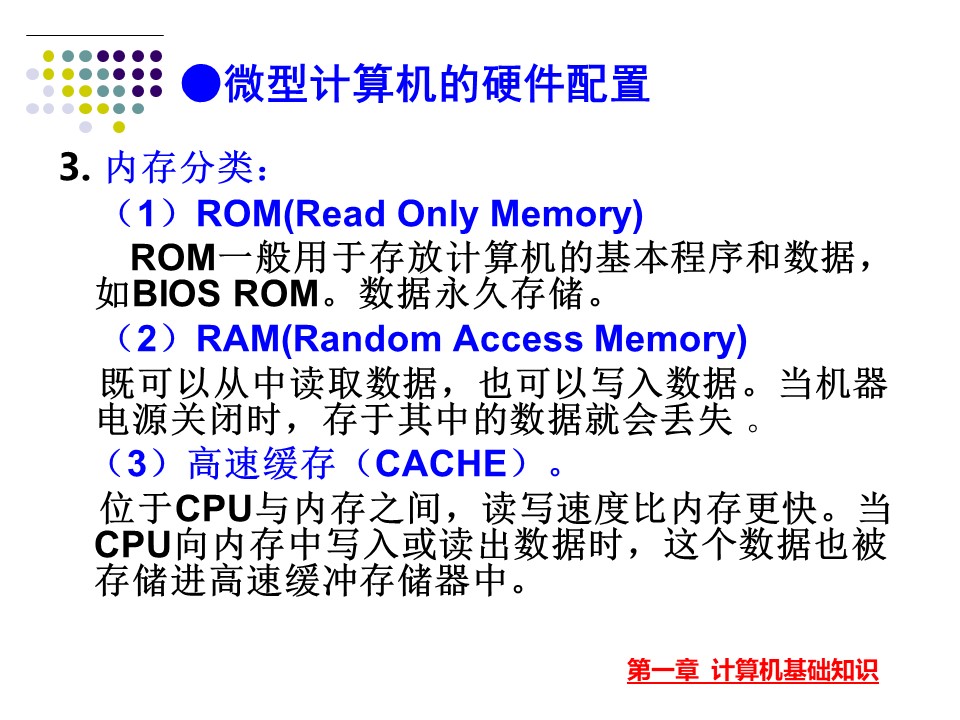 ●微型计算机的硬件配置
3. 内存分类：
（1）ROM(Read Only Memory)
ROM一般用于存放计算机的基本程序和数据，
如BIOS ROM。数据永久存储。
（2）RAM(Random Access Memory)
既可以从中读取数据，也可以写入数据。当机器
电源关闭时，存于其中的数据就会丢失 。
（3）高速缓存（CACHE）。
位于CPU与内存之间，读写速度比内存更快。当
CPU向内存中写入或读出数据时，这个数据也被
存储进高速缓冲存储器中。
第一章 计算机基础知识